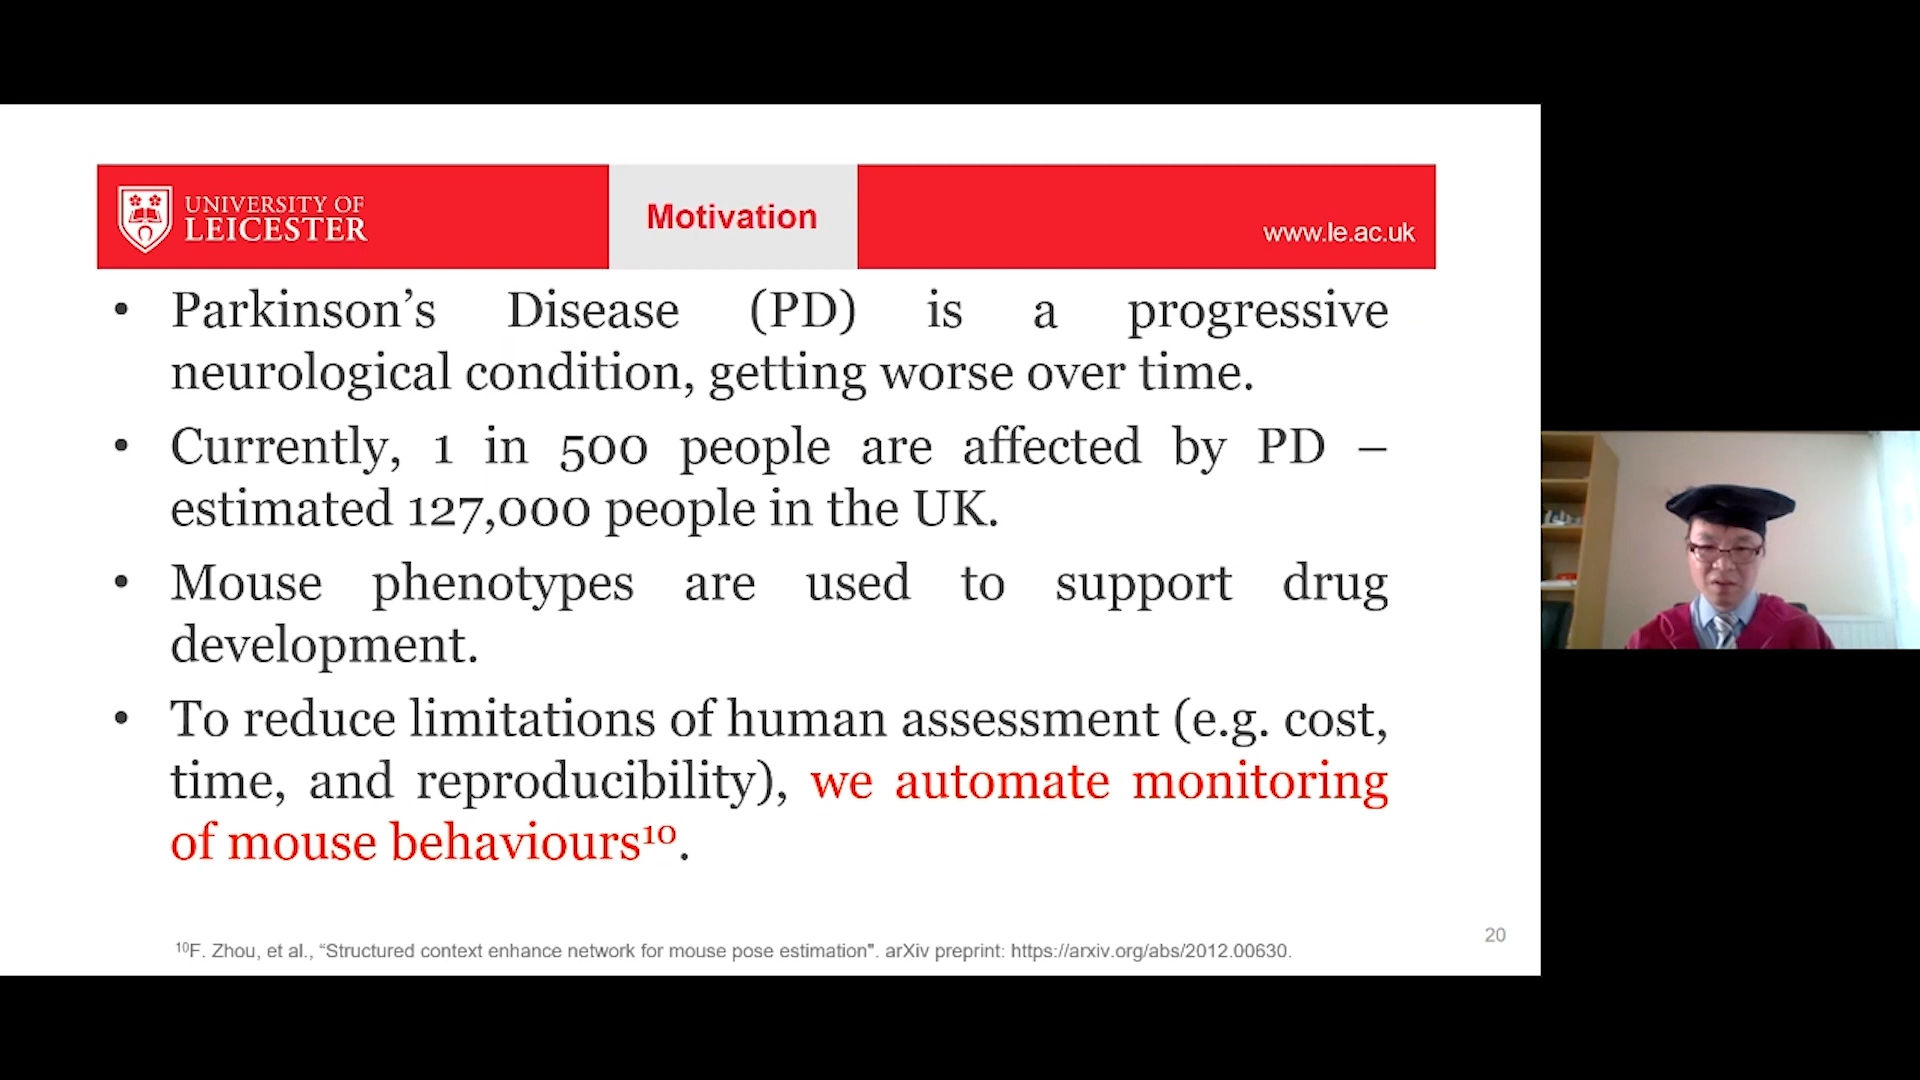 UNIVERSITY OF
LEICESTER
Motivation
www.le.ac.uk
• Parkinson’s Disease (PD) is a progressive
neurological condition, getting worse over time.
• Currently, 1 in 500 people are affected by PD –
estimated 127,000 people in the UK.
• Mouse phenotypes are used to support drug
development.
• To reduce limitations of human assessment (e.g. cost,
time, and reproducibility), we automate monitoring
of mouse behaviours¹⁰.
¹⁰F. Zhou, et al., “Structured context enhance network for mouse pose estimation". arXiv preprint: https://arxiv.org/abs/2012.00630.
20